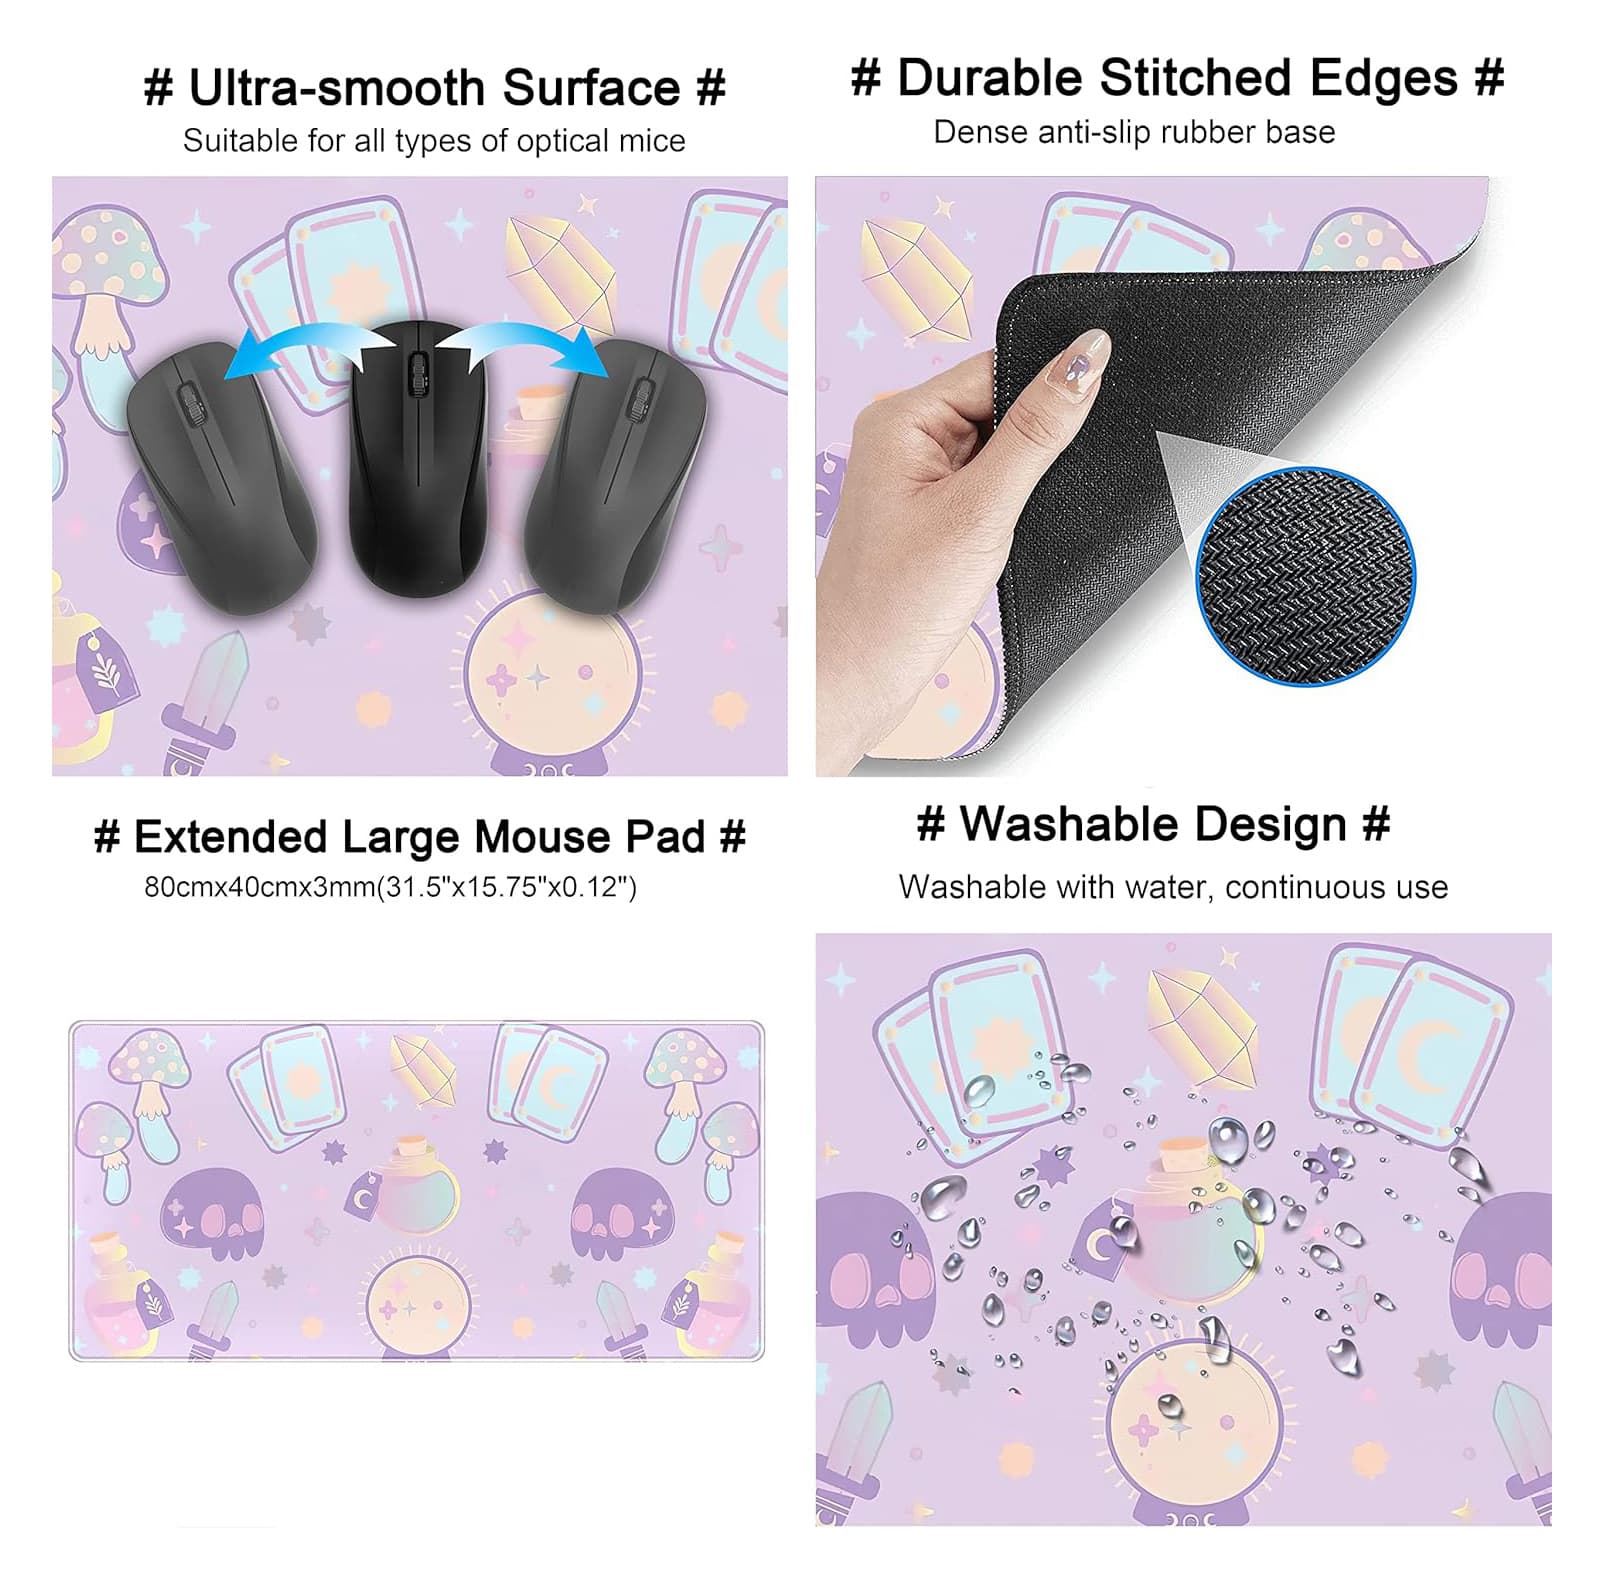 # Ultra-smooth Surface #
Suitable for all types of optical mice
# Durable Stitched Edges #
Dense anti-slip rubber base
# Extended Large Mouse Pad #
80cmx40cmx3mm(31.5"x15.75"x0.12")
# Washable Design #
Washable with water, continuous use